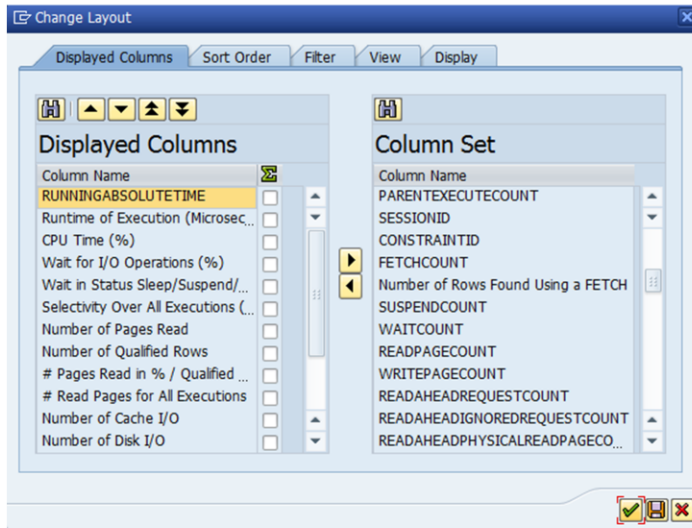 Change Layout
Displayed Columns Sort Order Filter View Display
Displayed Columns
Column Name
RUNNINGABSOLUTETIME
Runtime of Execution (Microsec...
CPU Time (%)
Wait for I/O Operations (%)
Wait in Status Sleep/Suspend/...
Selectivity Over All Executions (...
Number of Pages Read
Number of Qualified Rows
# Pages Read in % / Qualified ...
# Read Pages for All Executions
Number of Cache I/O
Number of Disk I/O
Column Set
Column Name
PARENTEXECUTECOUNT
SESSIONID
CONSTRAINTID
FETCHCOUNT
Number of Rows Found Using a FETCH
SUSPENDCOUNT
WAITCOUNT
READPAGECOUNT
WRITEPAGECOUNT
READAHEADREQUESTCOUNT
READAHEADIGNOREDREQUESTCOUNT
READAHEADPHYSICALREADPAGECO...